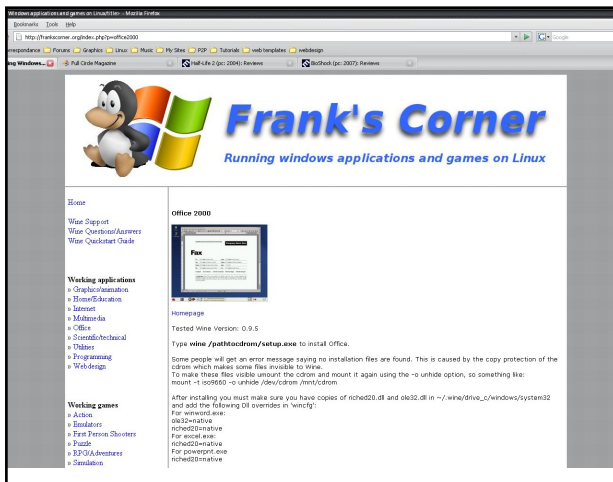 Windows applications and games on Linux/title> - Mozilla Firefox
Bookmarks Tools Help
http://frankscorner.org/index.php?p=office2000
Google
Forums Graphics Linux Music My Sites P2P Tutorials web templates webdesign
ing Windows... Full Circle Magazine Half-Life 2 (pc: 2004): Reviews BioShock (pc: 2007): Reviews
Frank's Corner
Running windows applications and games on Linux
Home
Wine Support
Wine Questions/Answers
Wine Quickstart Guide
Working applications
» Graphics/animation
» Home/Education
» Internet
» Multimedia
» Office
» Scientific/technical
» Utilities
» Programming
» Webdesign
Working games
» Action
» Emulators
» First Person Shooters
» Puzzle
» RPG/Adventures
» Simulation
Office 2000
Fax
Homepage
Tested Wine Version: 0.9.5
Type wine /pathtocdrom/setup.exe to install Office.
Some people will get an error message saying no installation files are found. This is caused by the copy protection of the
cdrom which makes some files invisible to Wine.
To make these files visible umount the cdrom and mount it again using the -o unhide option, so something like:
mount -t iso9660 -o unhide /dev/cdrom /mnt/cdrom
After installing you must make sure you have copies of riched20.dll and ole32.dll in ~/.wine/drive_c/windows/system32
and add the following Dll overrides in 'wincfg':
For winword.exe:
ole32=native
riched20=native
For excel.exe:
riched20=native
For powerpnt.exe
riched20=native